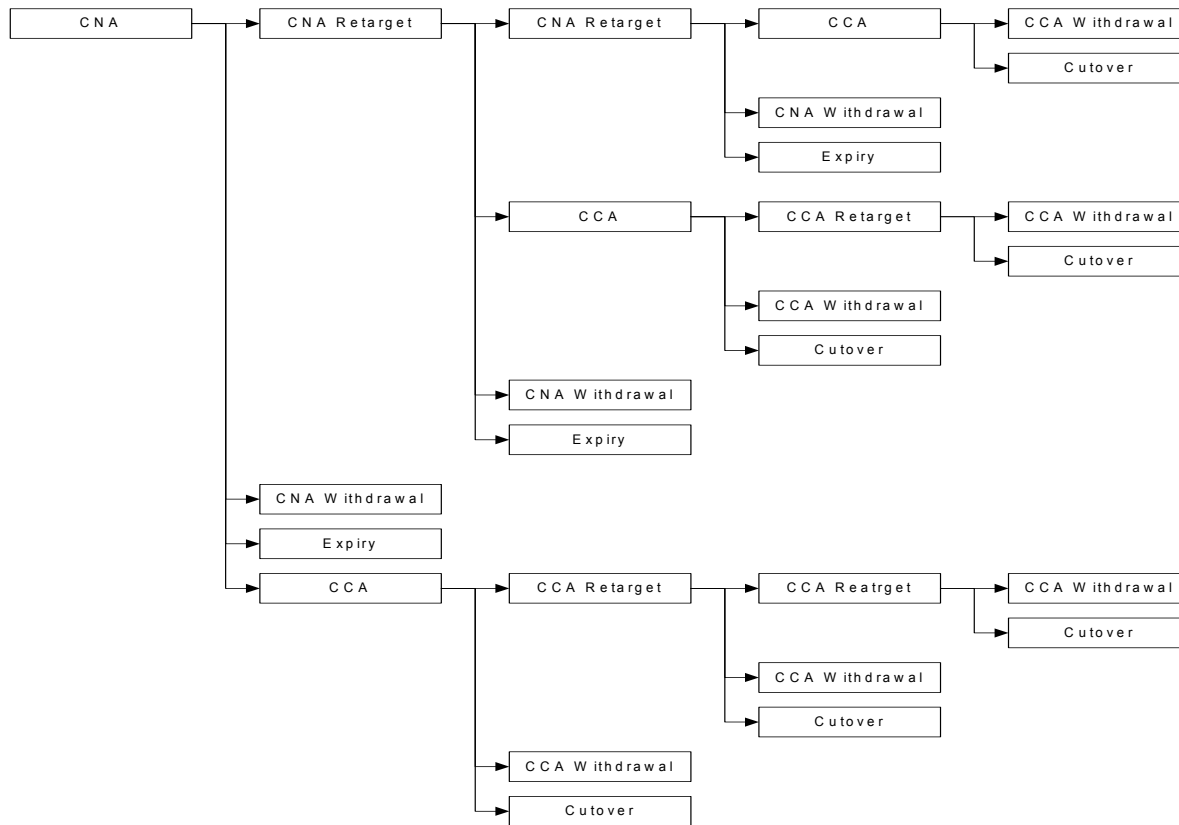 CNA
CNA Retarget
CNA Retarget
CCA
CCA Withdrawal
Cutover
CNA Withdrawal
Expiry
CCA
CCA Retarget
CCA Withdrawal
Cutover
CCA Withdrawal
Cutover
CNA Withdrawal
Expiry
CNA Withdrawal
Expiry
CCA
CCA Retarget
CCA Reatrget
CCA Withdrawal
Cutover
CCA Withdrawal
Cutover
CCA Withdrawal
Cutover